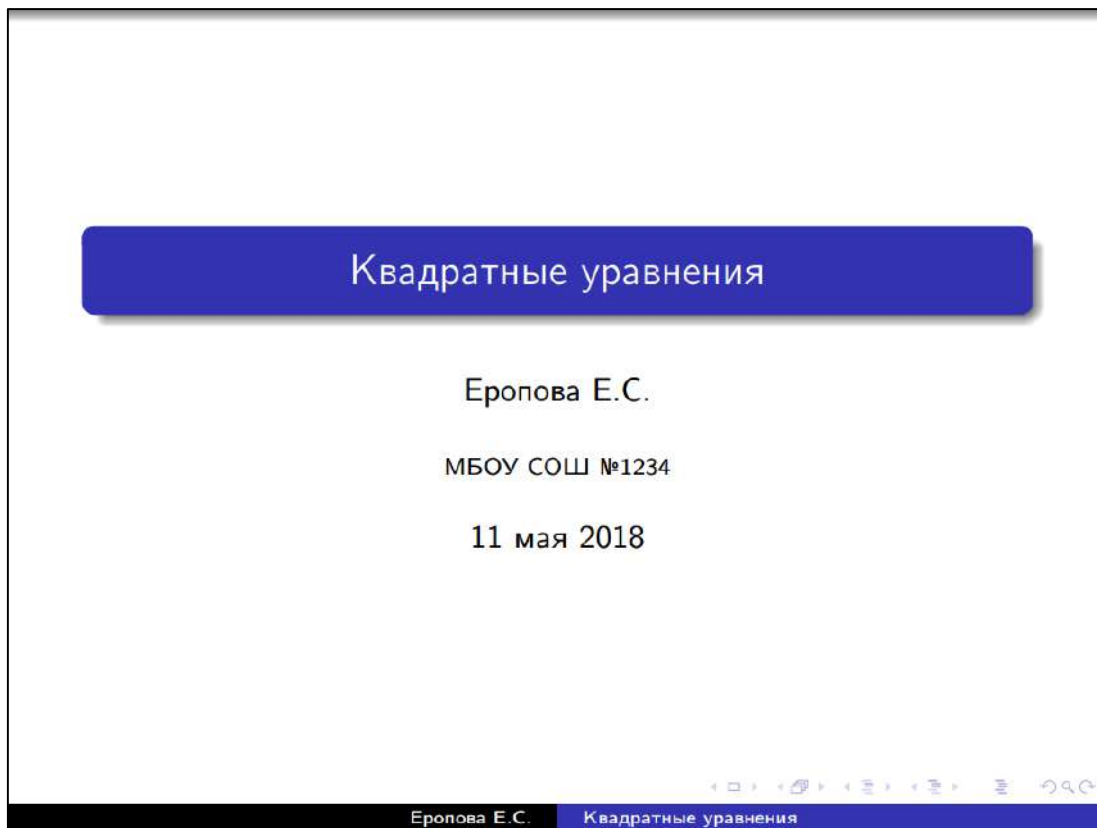 Квадратные уравнения
Еропова Е.С.
МБОУ СОШ №1234
11 мая 2018
Еропова Е.С. Квадратные уравнения